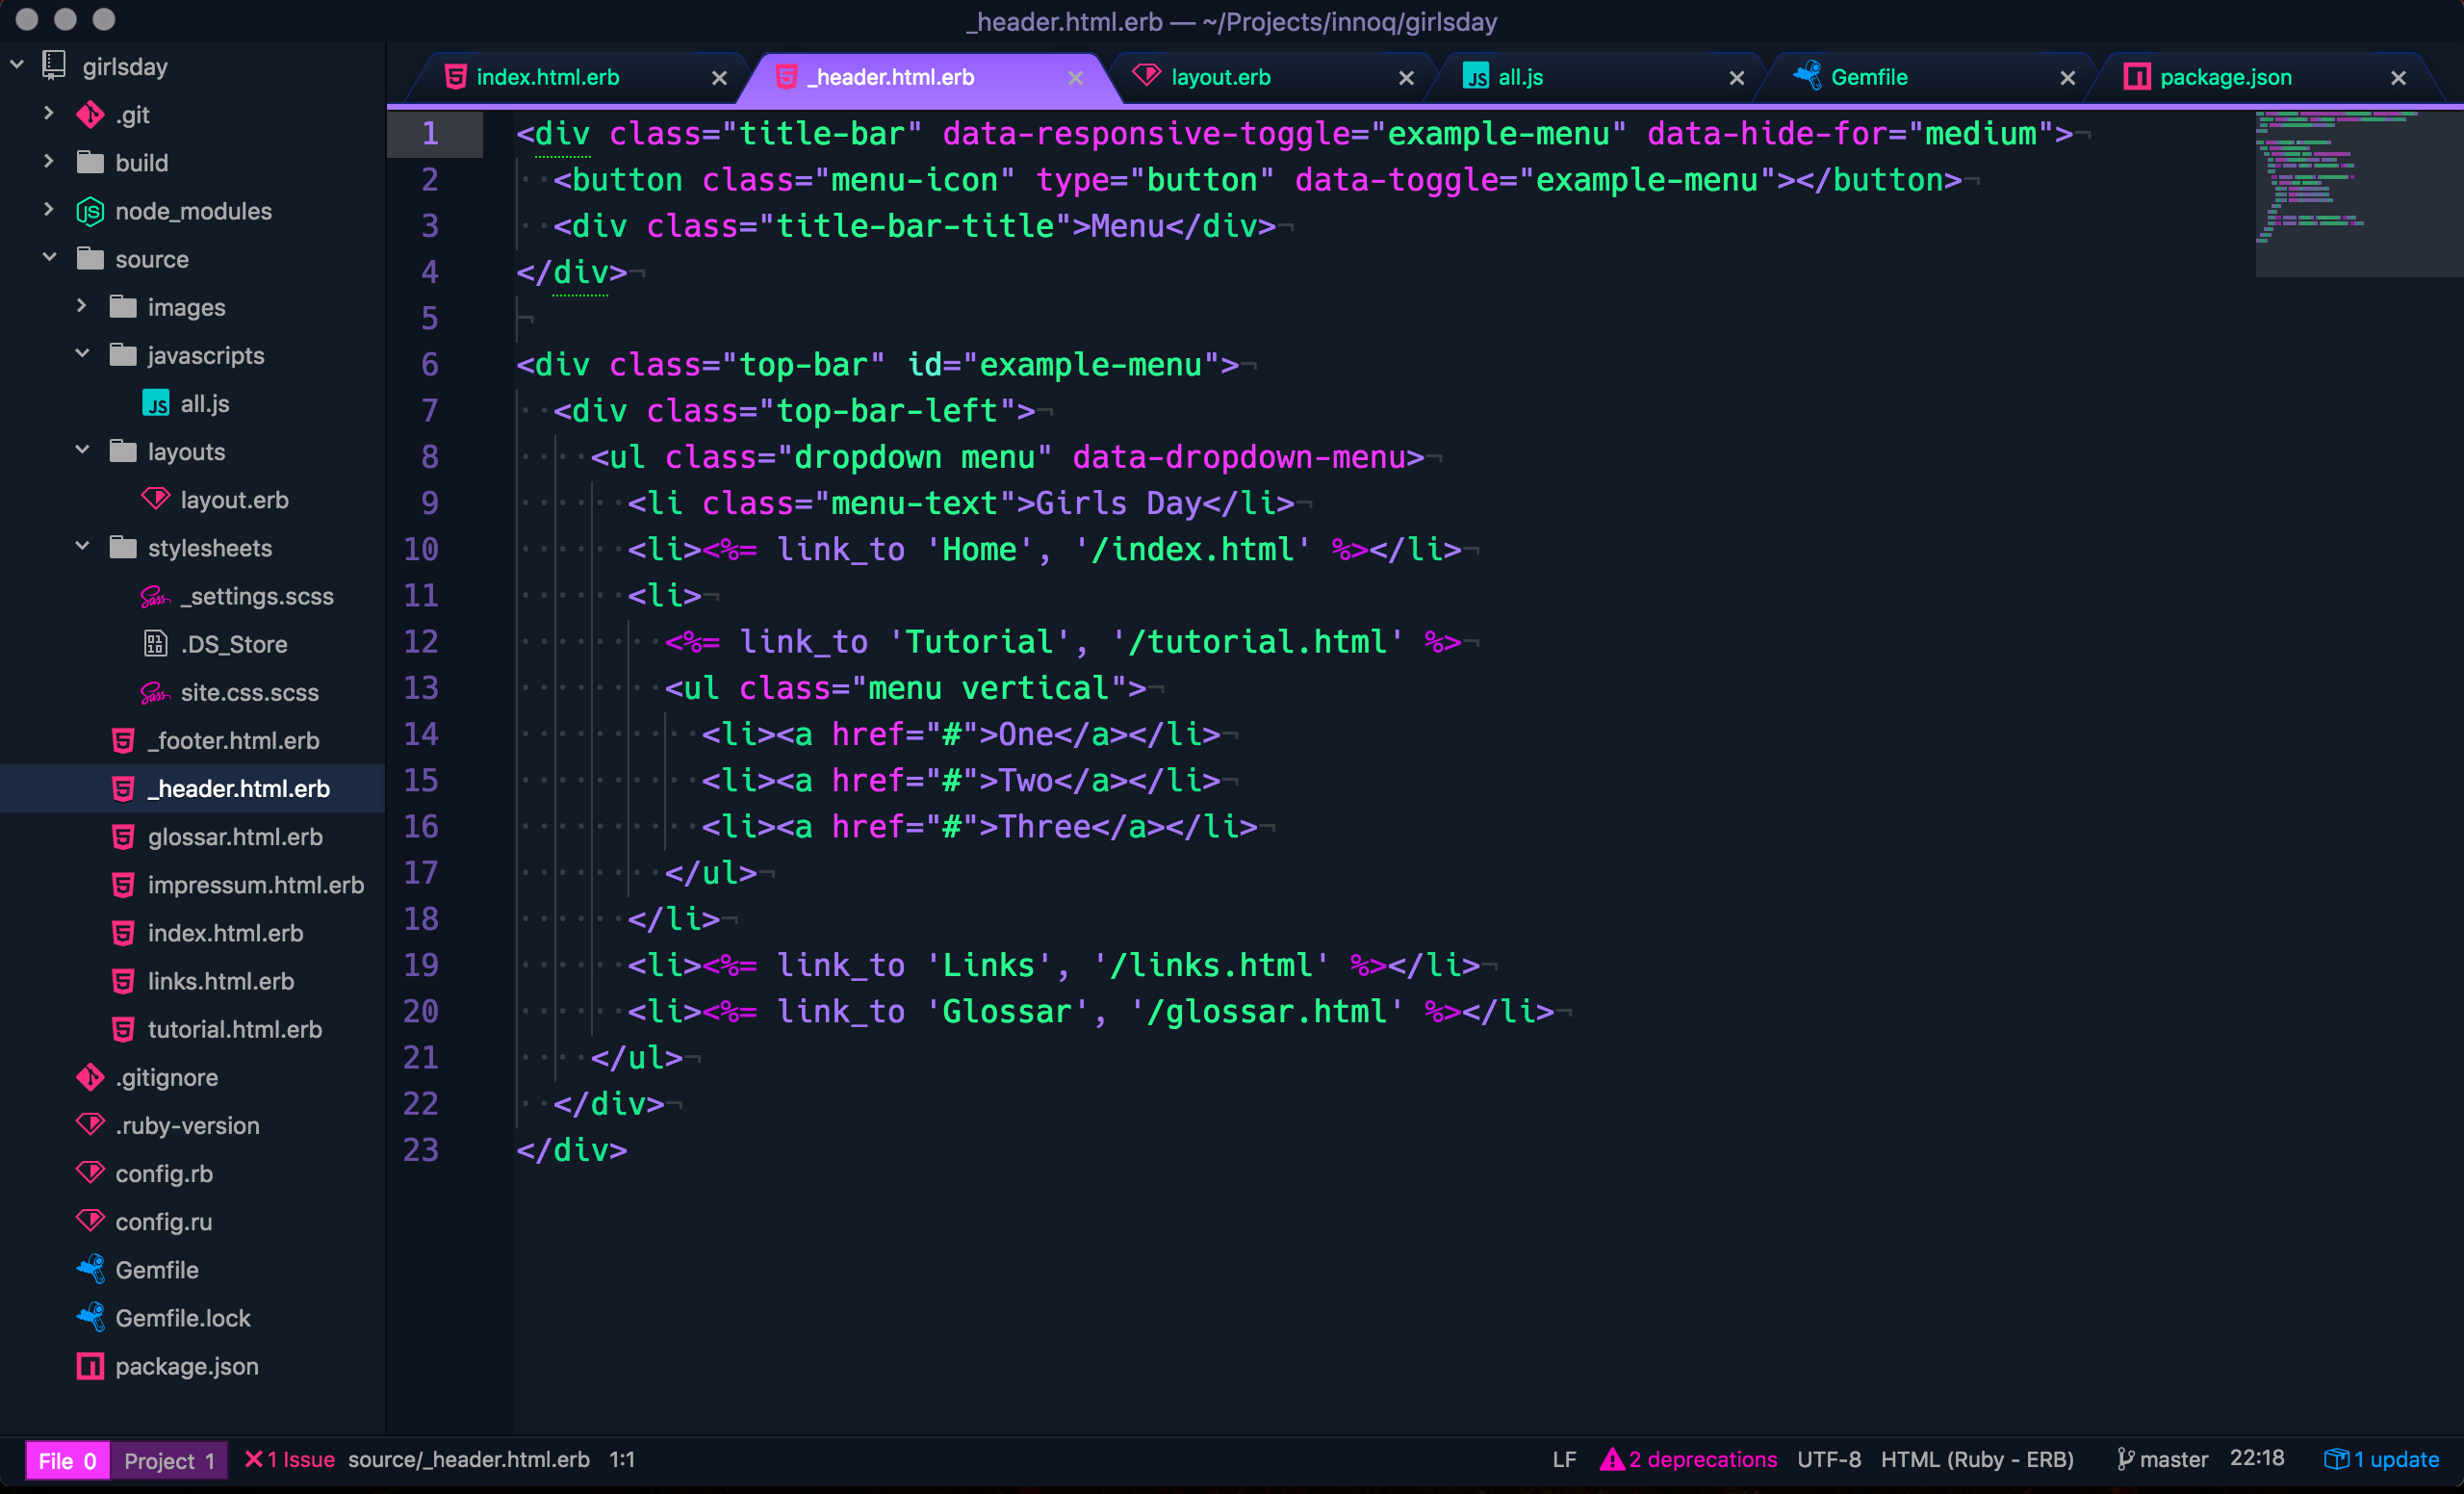 _header.html.erb — ~/Projects/innoq/girlsday
girlsday
.git
build
node_modules
source
images
javascripts
all.js
layouts
layout.erb
stylesheets
_settings.scss
.DS_Store
site.css.scss
_footer.html.erb
_header.html.erb
glossar.html.erb
impressum.html.erb
index.html.erb
links.html.erb
tutorial.html.erb
.gitignore
.ruby-version
config.rb
config.ru
Gemfile
Gemfile.lock
package.json
index.html.erb × _header.html.erb × layout.erb × all.js × Gemfile × package.json ×
1 <div class="title-bar" data-responsive-toggle="example-menu" data-hide-for="medium">¬
2 ··<button class="menu-icon" type="button" data-toggle="example-menu"></button>¬
3 ··<div class="title-bar-title">Menu</div>¬
4 </div>¬
5 ¬
6 <div class="top-bar" id="example-menu">¬
7 ··<div class="top-bar-left">¬
8 ····<ul class="dropdown menu" data-dropdown-menu>¬
9 ······<li class="menu-text">Girls Day</li>¬
10 ······<li><%= link_to 'Home', '/index.html' %></li>¬
11 ······<li>¬
12 ········<%= link_to 'Tutorial', '/tutorial.html' %>¬
13 ········<ul class="menu vertical">¬
14 ··········<li><a href="#">One</a></li>¬
15 ··········<li><a href="#">Two</a></li>¬
16 ··········<li><a href="#">Three</a></li>¬
17 ········</ul>¬
18 ······</li>¬
19 ······<li><%= link_to 'Links', '/links.html' %></li>¬
20 ······<li><%= link_to 'Glossar', '/glossar.html' %></li>¬
21 ····</ul>¬
22 ··</div>¬
23 </div>
File 0 Project 1 1 Issue source/_header.html.erb 1:1 LF 2 deprecations UTF-8 HTML (Ruby - ERB) master 22:18 1 update